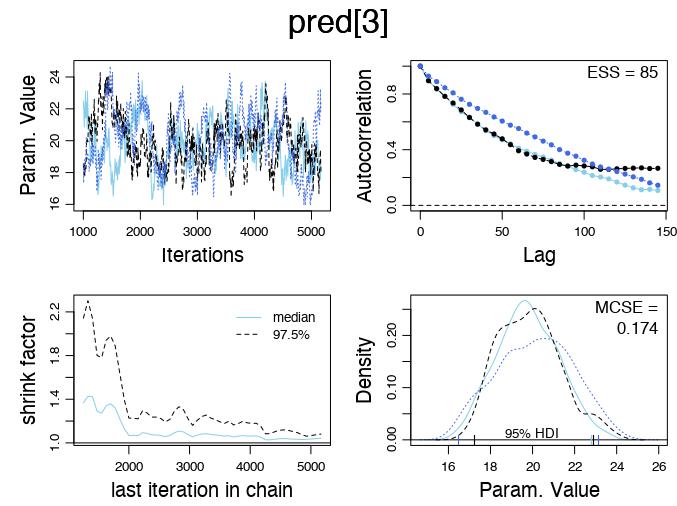 pred[3]
Param. Value
16 18 20 22 24
1000 2000 3000 4000 5000
Iterations
Autocorrelation
0.0 0.4 0.8
ESS = 85
0 50 100 150
Lag
shrink factor
1.0 1.4 1.8 2.2
median
97.5%
2000 3000 4000 5000
last iteration in chain
Density
0.00 0.10 0.20
MCSE =
0.174
95% HDI
16 18 20 22 24 26
Param. Value